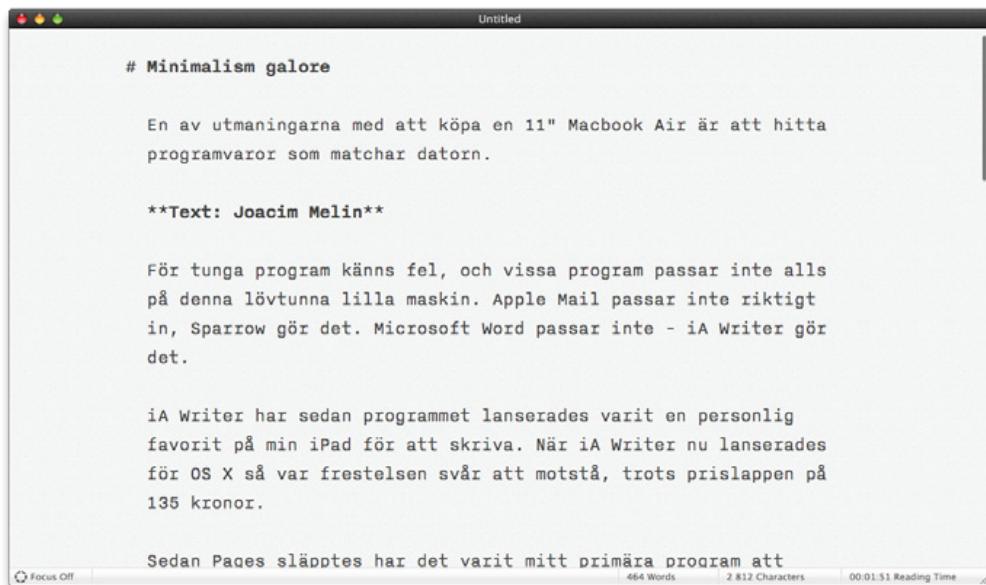 Untitled
# Minimalism galore
En av utmaningarna med att köpa en 11" Macbook Air är att hitta
programvaror som matchar datorn.
**Text: Joacim Melin**
För tunga program känns fel, och vissa program passar inte alls
på denna lövtunna lilla maskin. Apple Mail passar inte riktigt
in, Sparrow gör det. Microsoft Word passar inte - iA Writer gör
det.
iA Writer har sedan programmet lanserades varit en personlig
favorit på min iPad för att skriva. När iA Writer nu lanserades
för OS X så var frestelsen svår att motstå, trots prislappen på
135 kronor.
Sedan Pages släpptes har det varit mitt primära program att
Focus Off 464 Words 2 812 Characters 00:01:51 Reading Time